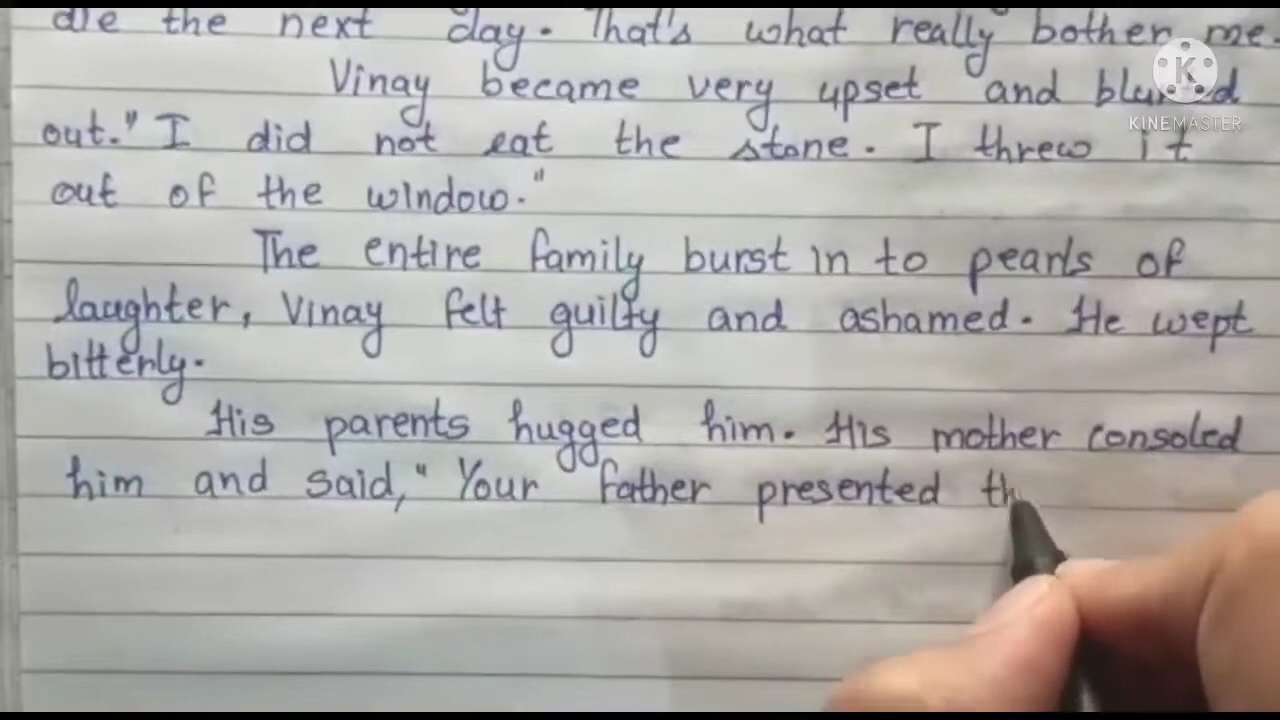 die the next day. That's what really bother me.
Vinay became very upset and blurted
out." I did not eat the stone. I threw it
out of the window."
The entire family burst in to pearls of
laughter, Vinay felt guilty and ashamed. He wept
bitterly.
His parents hugged him. His mother consoled
him and said," Your father presented th
K
KINEMASTER